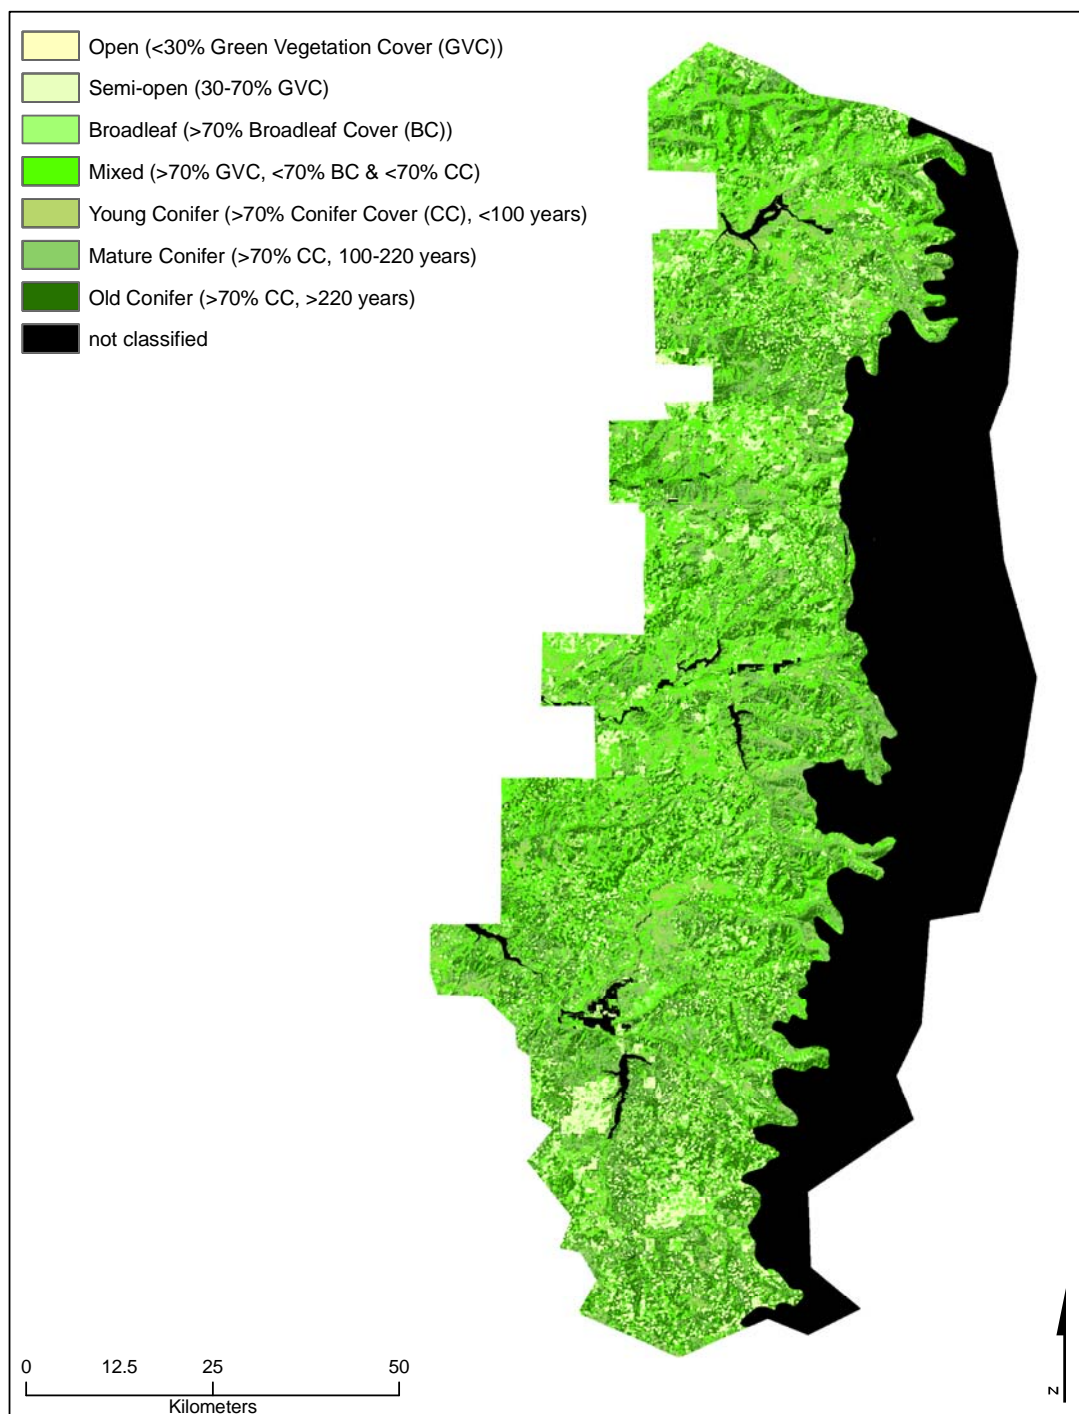 Open (<30% Green Vegetation Cover (GVC))
Semi-open (30-70% GVC)
Broadleaf (>70% Broadleaf Cover (BC))
Mixed (>70% GVC, <70% BC & <70% CC)
Young Conifer (>70% Conifer Cover (CC), <100 years)
Mature Conifer (>70% CC, 100-220 years)
Old Conifer (>70% CC, >220 years)
not classified
0 12.5 25 50
Kilometers
N